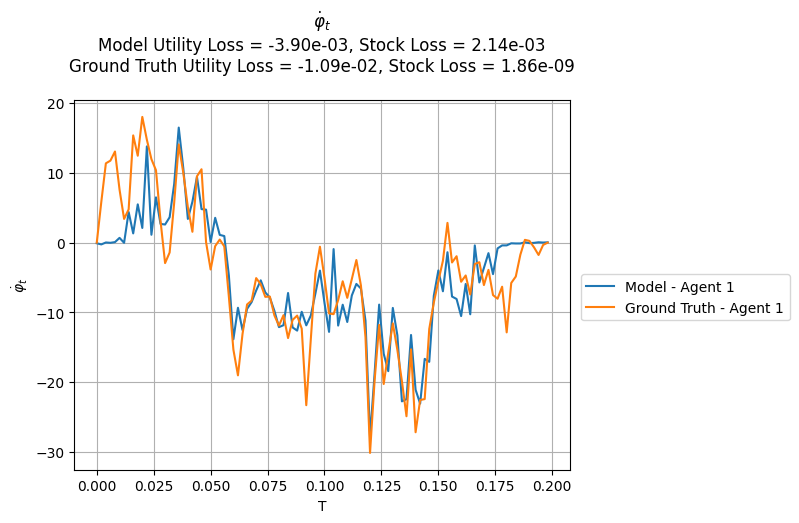 φ̇ₜ
Model Utility Loss = -3.90e-03, Stock Loss = 2.14e-03
Ground Truth Utility Loss = -1.09e-02, Stock Loss = 1.86e-09
20
10
0
−10
−20
−30
φ̇ₜ
0.000 0.025 0.050 0.075 0.100 0.125 0.150 0.175 0.200
T
Model - Agent 1
Ground Truth - Agent 1